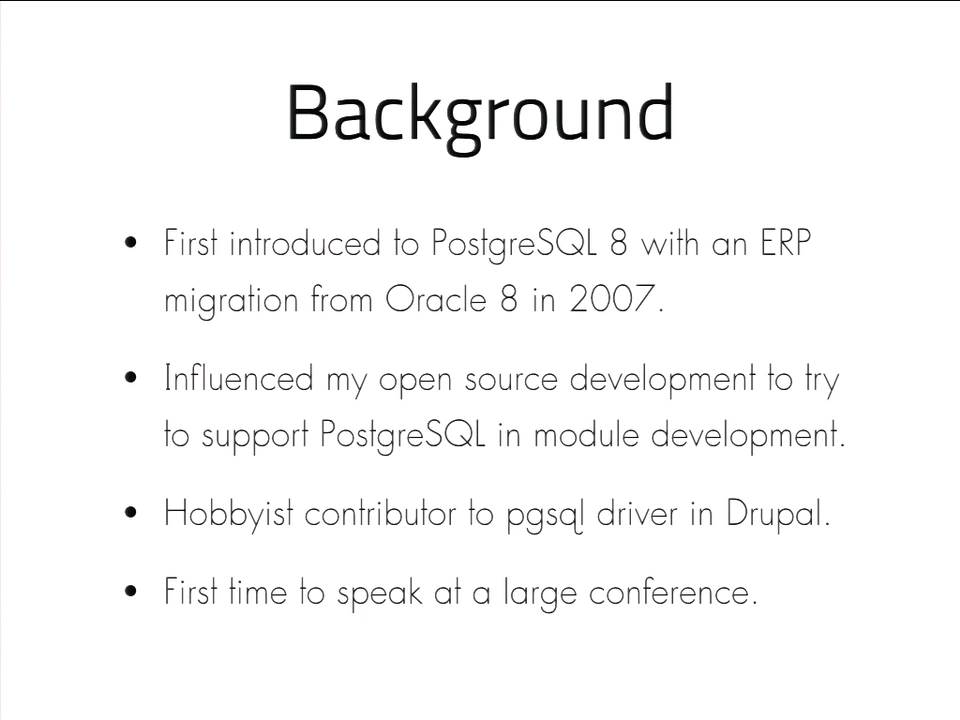 Background
• First introduced to PostgreSQL 8 with an ERP
migration from Oracle 8 in 2007.
• Influenced my open source development to try
to support PostgreSQL in module development.
• Hobbyist contributor to pgsql driver in Drupal.
• First time to speak at a large conference.